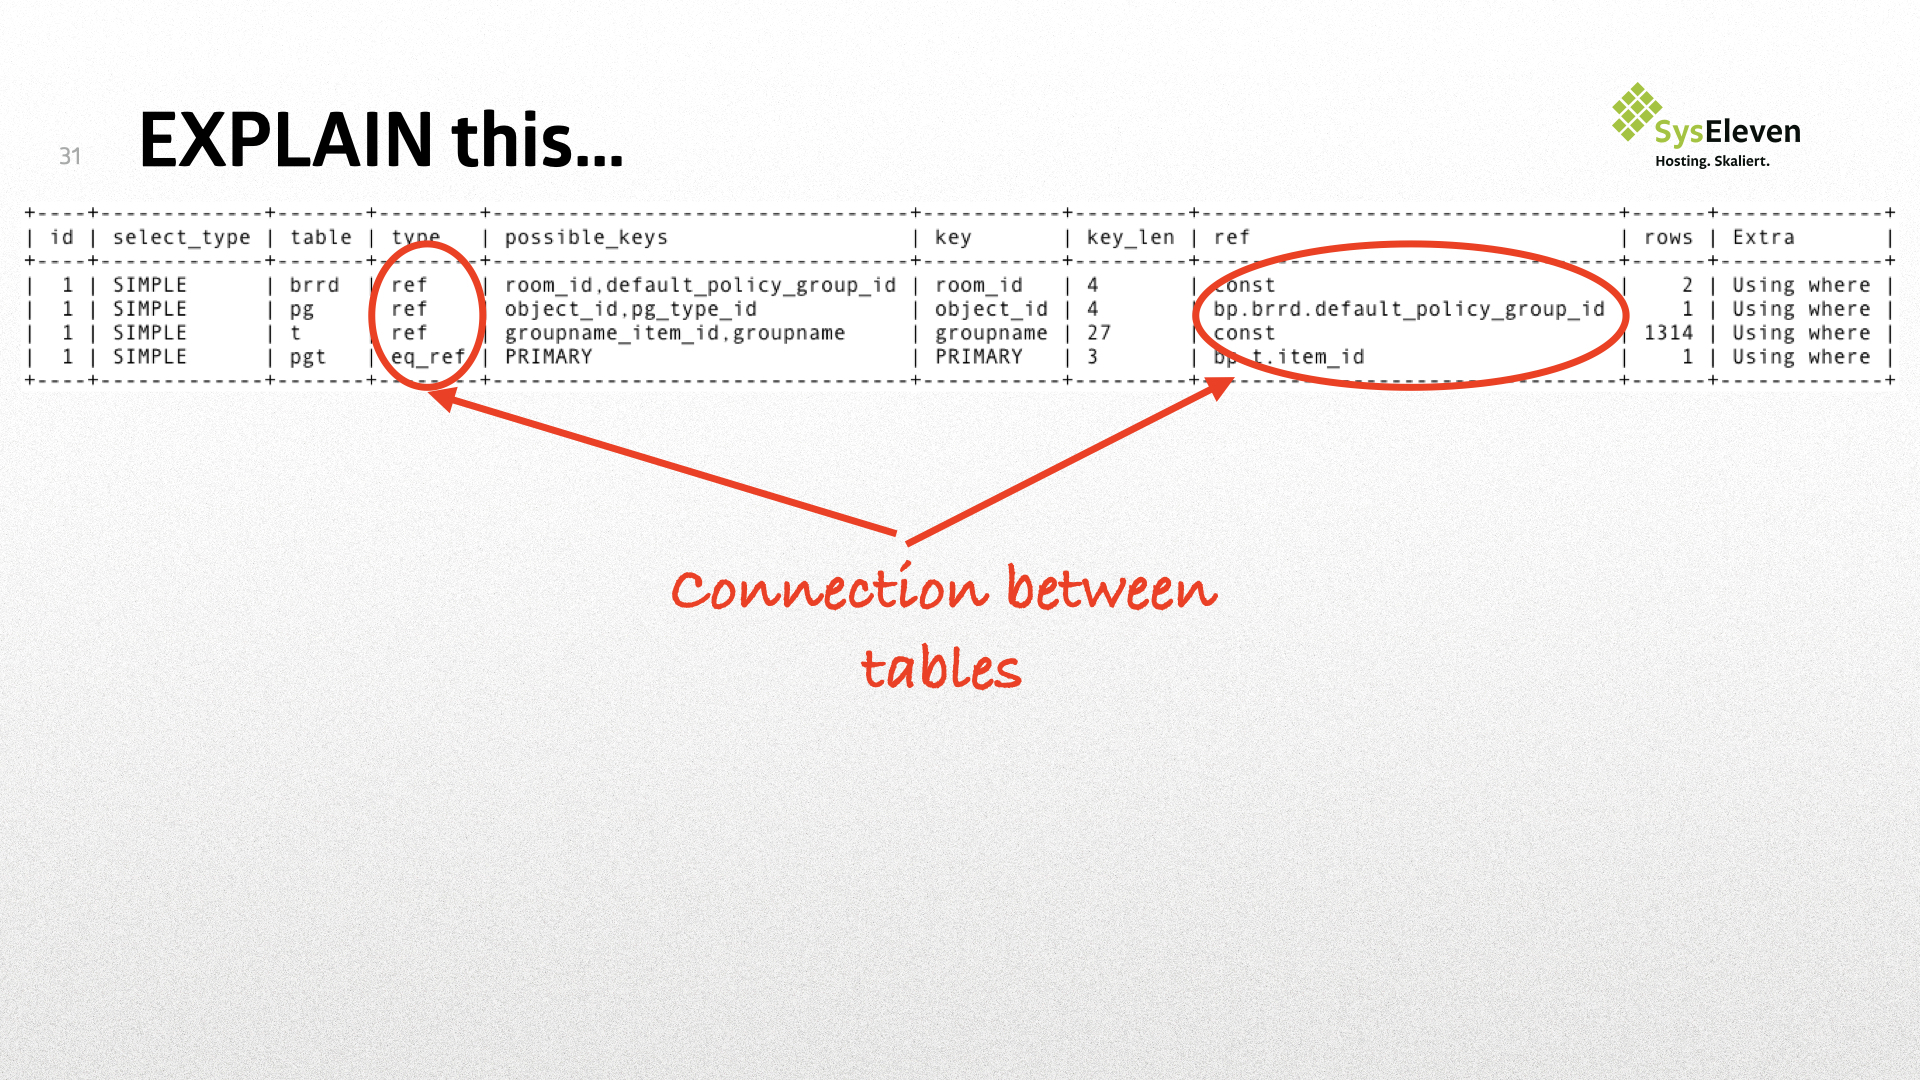 31
EXPLAIN this...
SysEleven
Hosting. Skaliert.
+----+-------------+-------+--------+---------------------------------+-----------+---------+---------------------------------+------+-------------+
| id | select_type | table | type | possible_keys | key | key_len | ref | rows | Extra |
+----+-------------+-------+--------+---------------------------------+-----------+---------+---------------------------------+------+-------------+
| 1 | SIMPLE | brrd | ref | room_id,default_policy_group_id | room_id | 4 | const | 2 | Using where |
| 1 | SIMPLE | pg | ref | object_id,pg_type_id | object_id | 4 | bp.brrd.default_policy_group_id | 1 | Using where |
| 1 | SIMPLE | t | ref | groupname_item_id,groupname | groupname | 27 | const | 1314 | Using where |
| 1 | SIMPLE | pgt | eq_ref | PRIMARY | PRIMARY | 3 | bp.t.item_id | 1 | Using where |
+----+-------------+-------+--------+---------------------------------+-----------+---------+---------------------------------+------+-------------+
Connection between
tables